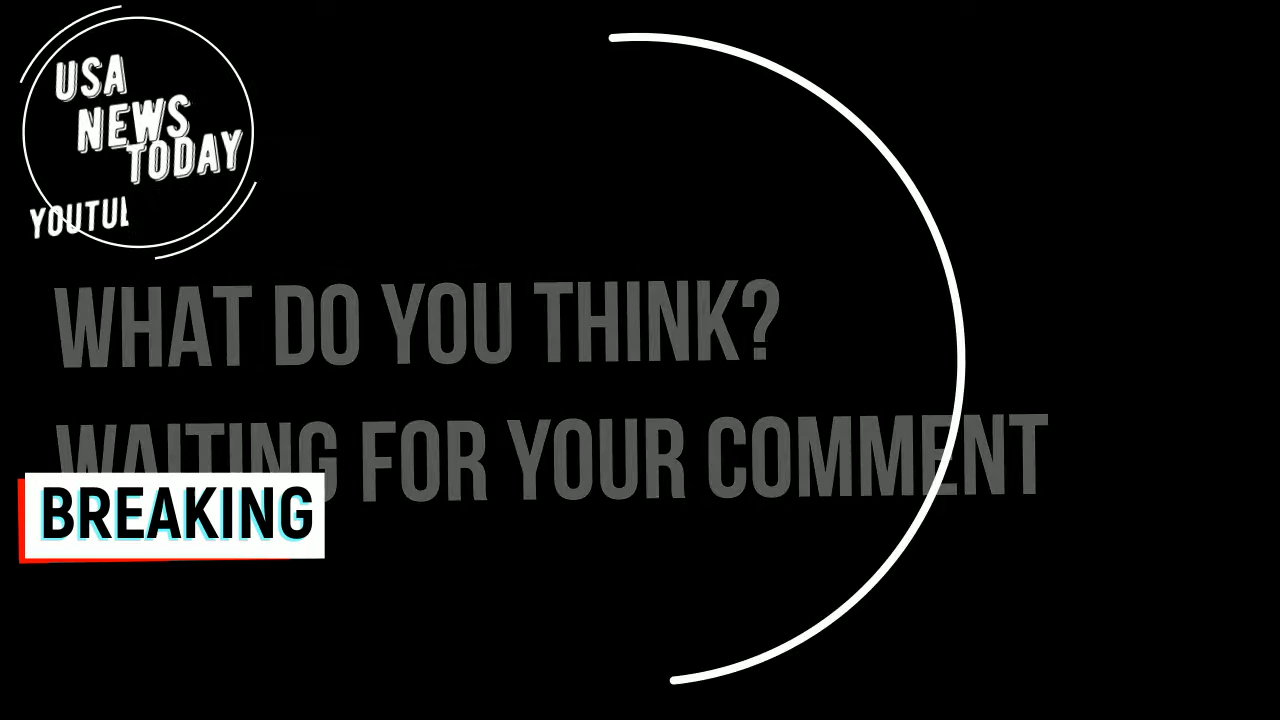 USA
NEWS
TODAY
WHAT DO YOU THINK?
WAITING FOR YOUR COMMENT
BREAKING